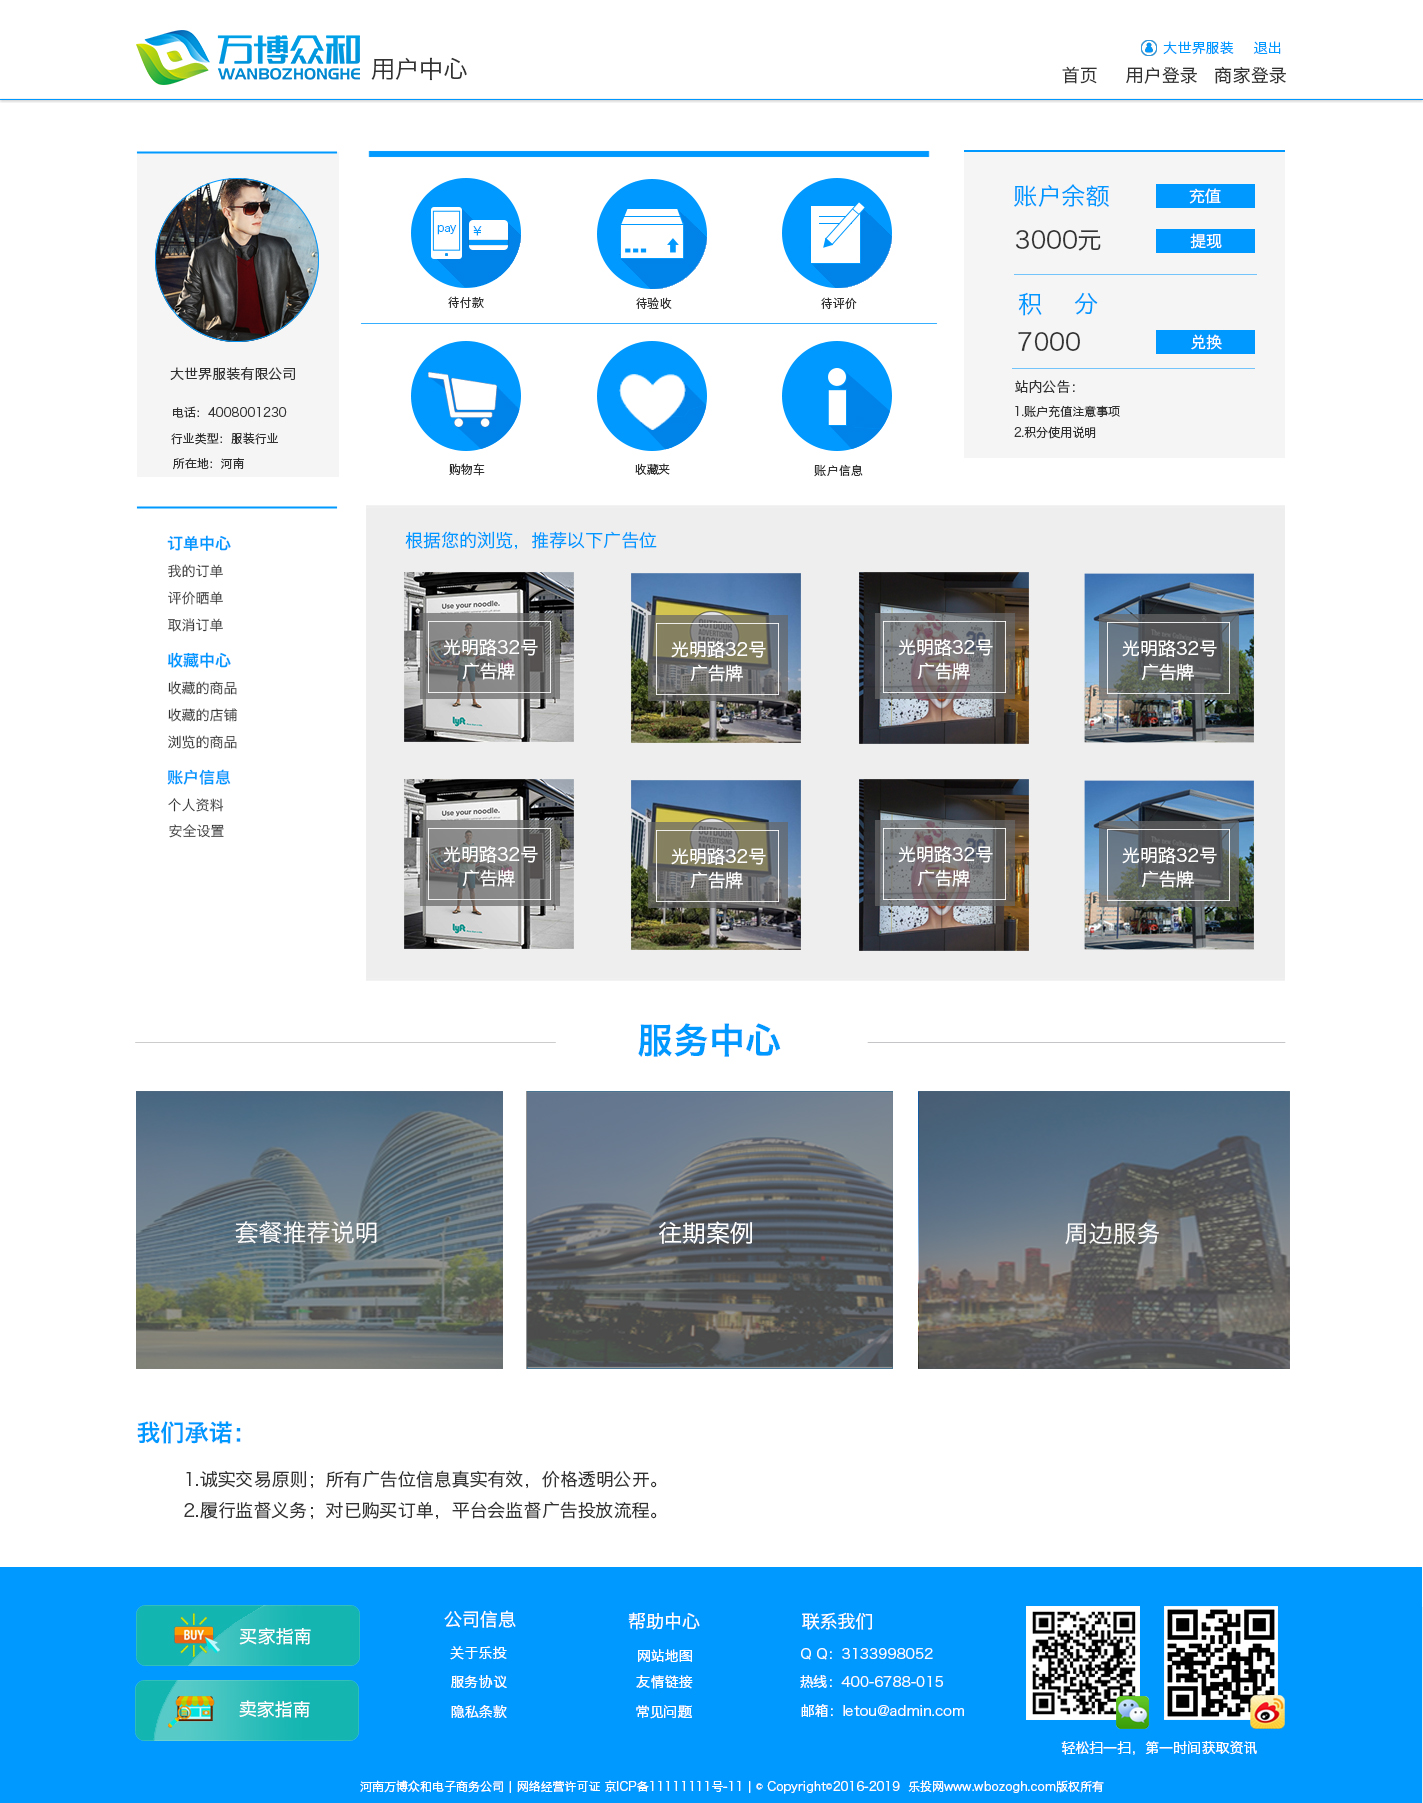 万博众和
WANBOZHONGHE
用户中心
大世界服装 退出
首页 用户登录 商家登录
大世界服装有限公司
电话：4008001230
行业类型：服装行业
所在地：河南
pay ¥
待付款
待验收
待评价
购物车
收藏夹
账户信息
账户余额 充值
3000元 提现
积 分
7000 兑换
站内公告：
1.账户充值注意事项
2.积分使用说明
订单中心
我的订单
评价晒单
取消订单
收藏中心
收藏的商品
收藏的店铺
浏览的商品
账户信息
个人资料
安全设置
根据您的浏览，推荐以下广告位
Use your noodle.
光明路32号
广告牌
lyft
OUTDOOR
ADVERTISING
光明路32号
广告牌
光明路32号
广告牌
光明路32号
广告牌
Use your noodle.
光明路32号
广告牌
lyft
OUTDOOR
光明路32号
广告牌
光明路32号
广告牌
光明路32号
广告牌
服务中心
套餐推荐说明
往期案例
周边服务
我们承诺：
1.诚实交易原则；所有广告位信息真实有效，价格透明公开。
2.履行监督义务；对已购买订单，平台会监督广告投放流程。
BUY 买家指南
卖家指南
公司信息
关于乐投
服务协议
隐私条款
帮助中心
网站地图
友情链接
常见问题
联系我们
Q Q：3133998052
热线：400-6788-015
邮箱：letou@admin.com
轻松扫一扫，第一时间获取资讯
河南万博众和电子商务公司 | 网络经营许可证 京ICP备11111111号-11 | © Copyright©2016-2019 乐投网www.wbozogh.com版权所有